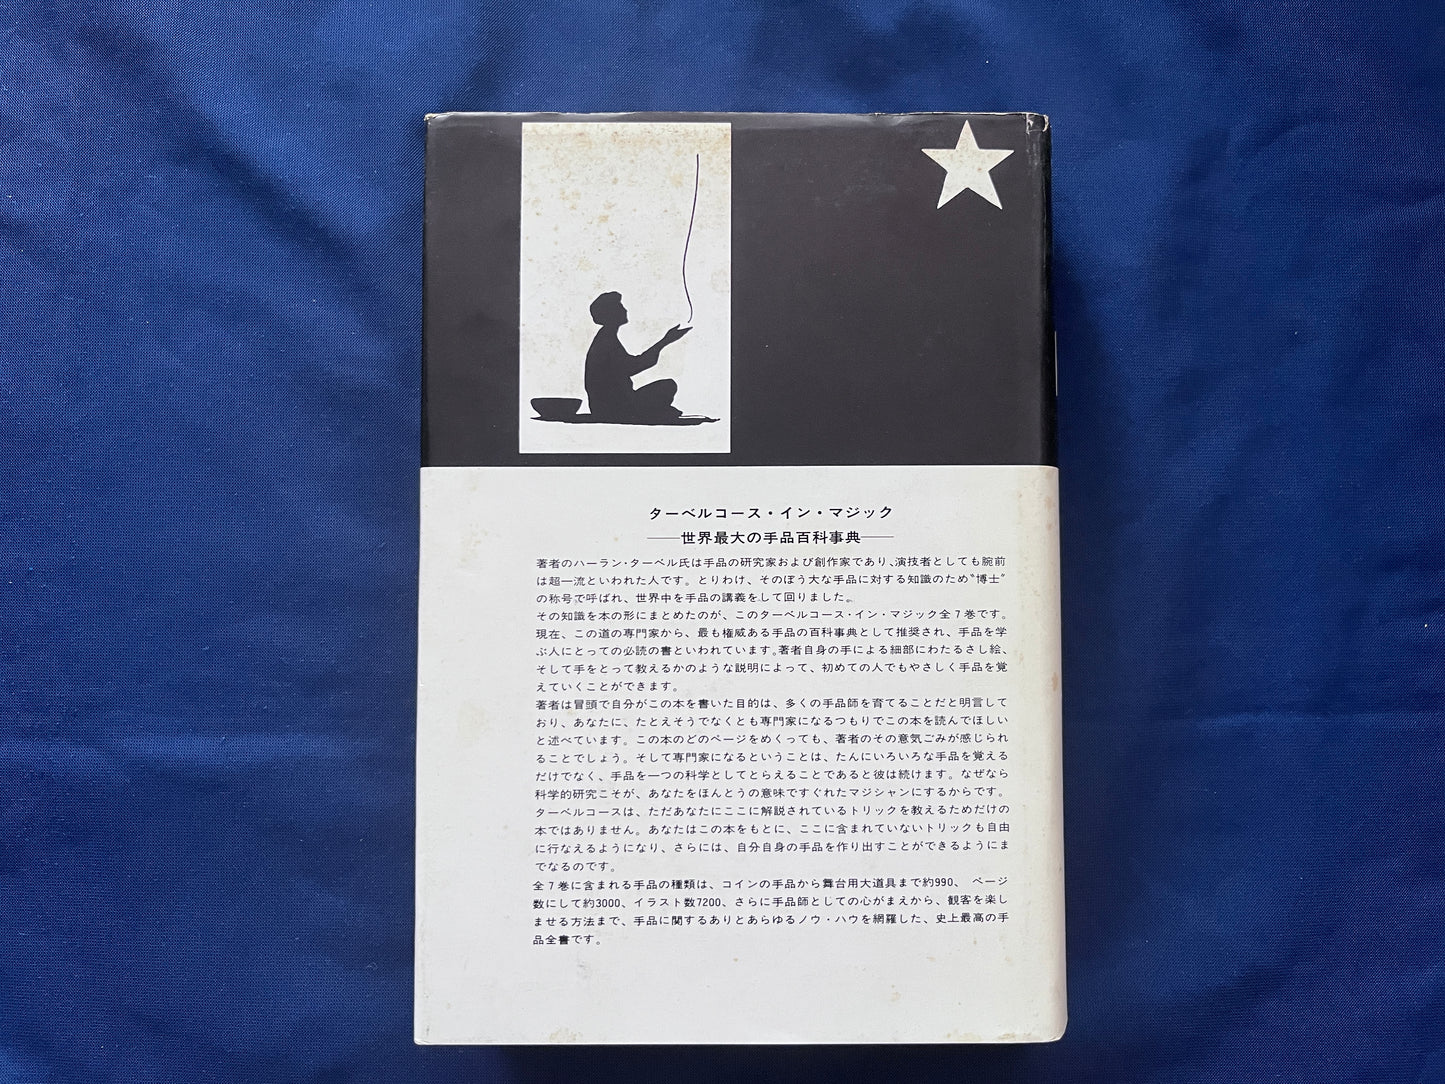 ターベルコース・イン・マジック
──世界最大の手品百科事典──
著者のハーラン・ターベル氏は手品の研究家および創作家であり、演技者としても腕前
は超一流といわれた人です。とりわけ、そのぼう大な手品に対する知識のため〝博士〟
の称号で呼ばれ、世界中を手品の講義をして回りました。
その知識を本の形にまとめたのが、このターベルコース・イン・マジック全７巻です。
現在、この道の専門家から、最も権威ある手品の百科事典として推奨され、手品を学
ぶ人にとっての必読の書といわれています。著者自身の手による細部にわたるさし絵、
そして手をとって教えるかのような説明によって、初めての人でもやさしく手品を覚
えていくことができます。
著者は冒頭で自分がこの本を書いた目的は、多くの手品師を育てることだと明言して
おり、あなたに、たとえそうでなくとも専門家になるつもりでこの本を読んでほしい
と述べています。この本のどのページをめくっても、著者のその意気ごみが感じられ
ることでしょう。そして専門家になるということは、たんにいろいろな手品を覚える
だけでなく、手品を一つの科学としてとらえることであると彼は続けます。なぜなら
科学的研究こそが、あなたをほんとうの意味ですぐれたマジシャンにするからです。
ターベルコースは、ただあなたにここに解説されているトリックを教えるためだけの
本ではありません。あなたはこの本をもとに、ここに含まれていないトリックも自由
に行なえるようになり、さらには、自分自身の手品を作り出すことができるようにま
でなるのです。
全７巻に含まれる手品の種類は、コインの手品から舞台用大道具まで約990、ページ
数にして約3000、イラスト数7200、さらに手品師としての心がまえから、観客を楽し
ませる方法まで、手品に関するありとあらゆるノウ・ハウを網羅した、史上最高の手
品全書です。